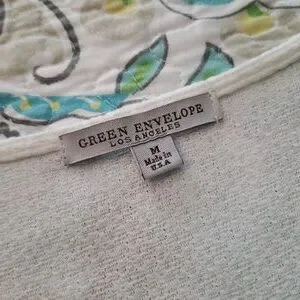 GREEN ENVELOPE
LOS ANGELES
M
Made in
U.S.A